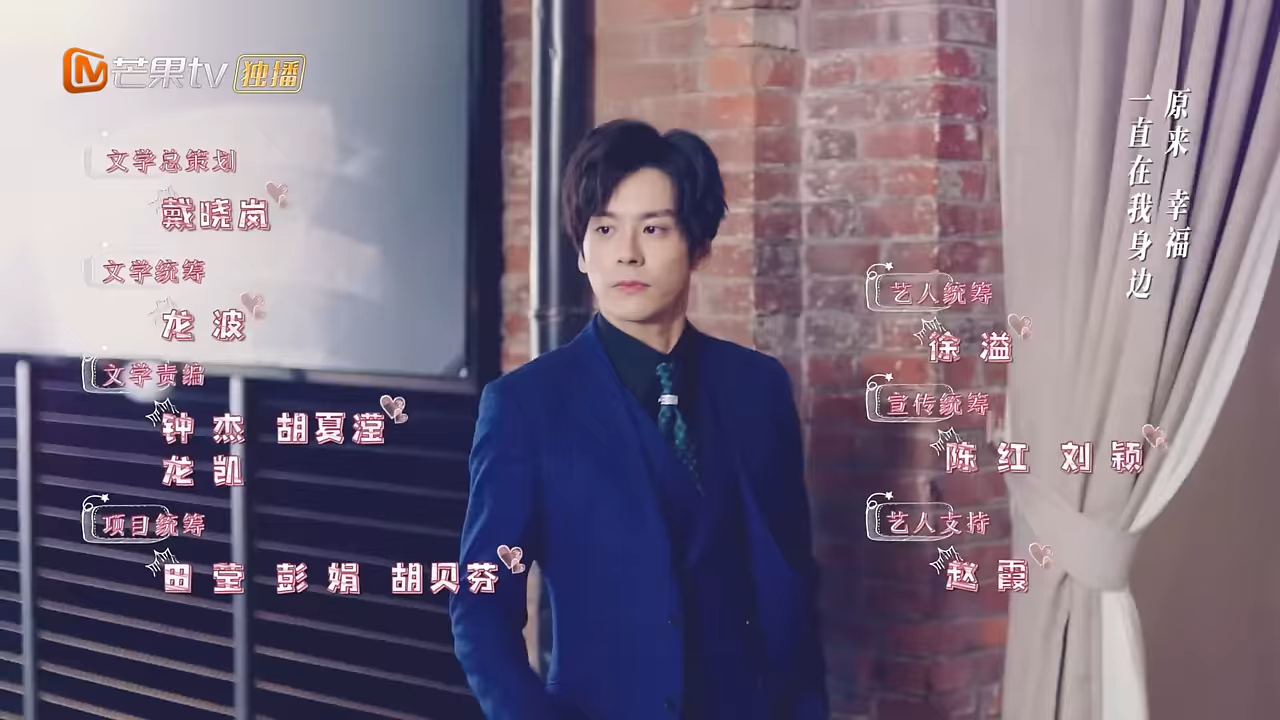 芒果tv 独播
文学总策划
戴晓岚
文学统筹
龙 波
文学责编
钟 杰 胡夏滢
龙 凯
项目统筹
田 莹 彭 娟 胡贝芬
原来 幸福
一直在我身边
艺人统筹
徐 溢
宣传统筹
陈 红 刘 颖
艺人支持
赵 霞